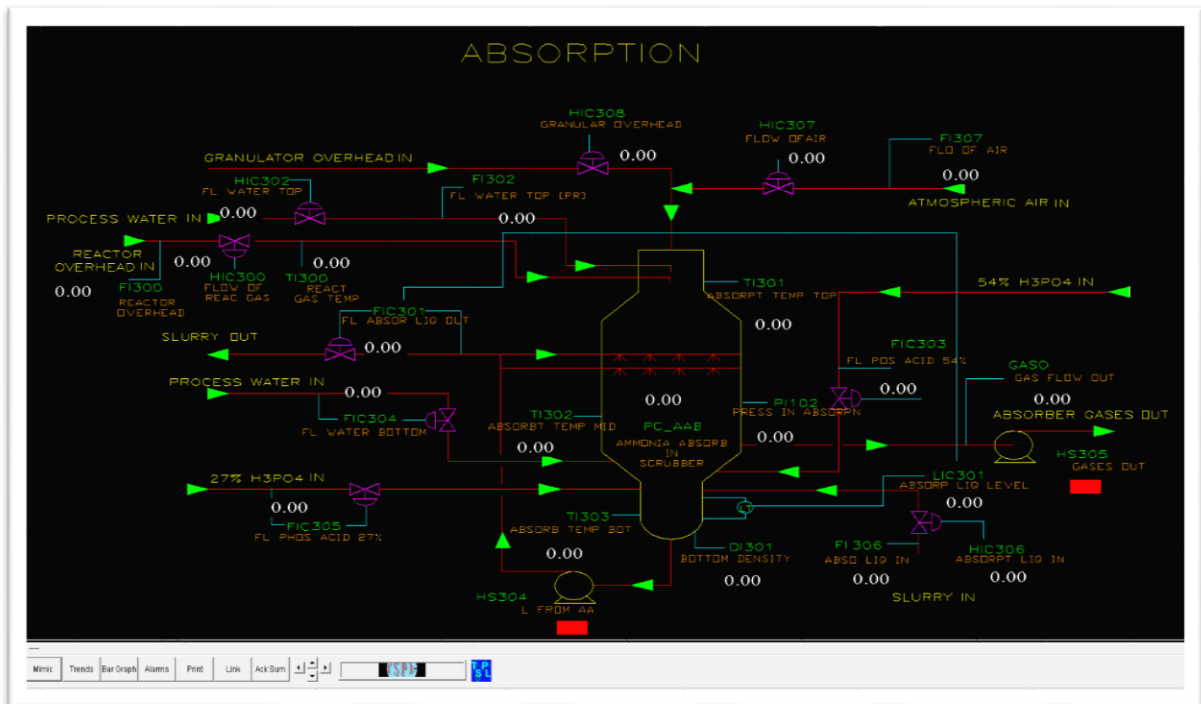 ABSORPTION
HIC308
GRANULAR OVERHEAD
0.00
HIC307
FLOW OFAIR
0.00
FI307
FLO OF AIR
0.00
GRANULATOR OVERHEAD IN
ATMOSPHERIC AIR IN
HIC302
FL WATER TOP
0.00
FI302
FL WATER TOP (PR)
0.00
PROCESS WATER IN
REACTOR
OVERHEAD IN
0.00
FI300
REACTOR
OVERHEAD
0.00
HIC300
FLOW OF
REAC GAS
0.00
TI300
REACT
GAS TEMP
TI301
ABSORPT TEMP TOP
0.00
54% H3PO4 IN
FIC301
FL ABSOR LIQ OUT
0.00
SLURRY OUT
FIC303
FL POS ACID 54%
0.00
PROCESS WATER IN
0.00
FIC304
FL WATER BOTTOM
TI302
ABSORBT TEMP MID
0.00
0.00
PC_AAB
AMMONIA ABSORB
IN
SCRUBBER
PI102
PRESS IN ABSORPN
0.00
GASO
GAS FLOW OUT
0.00
ABSORBER GASES OUT
HS305
GASES OUT
27% H3PO4 IN
0.00
FIC305
FL PHOS ACID 27%
TI303
ABSORB TEMP BOT
0.00
LT
LIC301
ABSORP LIQ LEVEL
0.00
DI301
BOTTOM DENSITY
0.00
FI306
ABSO LIQ IN
0.00
HIC306
ABSORPT LIQ IN
0.00
SLURRY IN
HS304
L FROM AA
Mimic
Trends
Bar Graph
Alarms
Print
Link
Ack Sum
TPSL